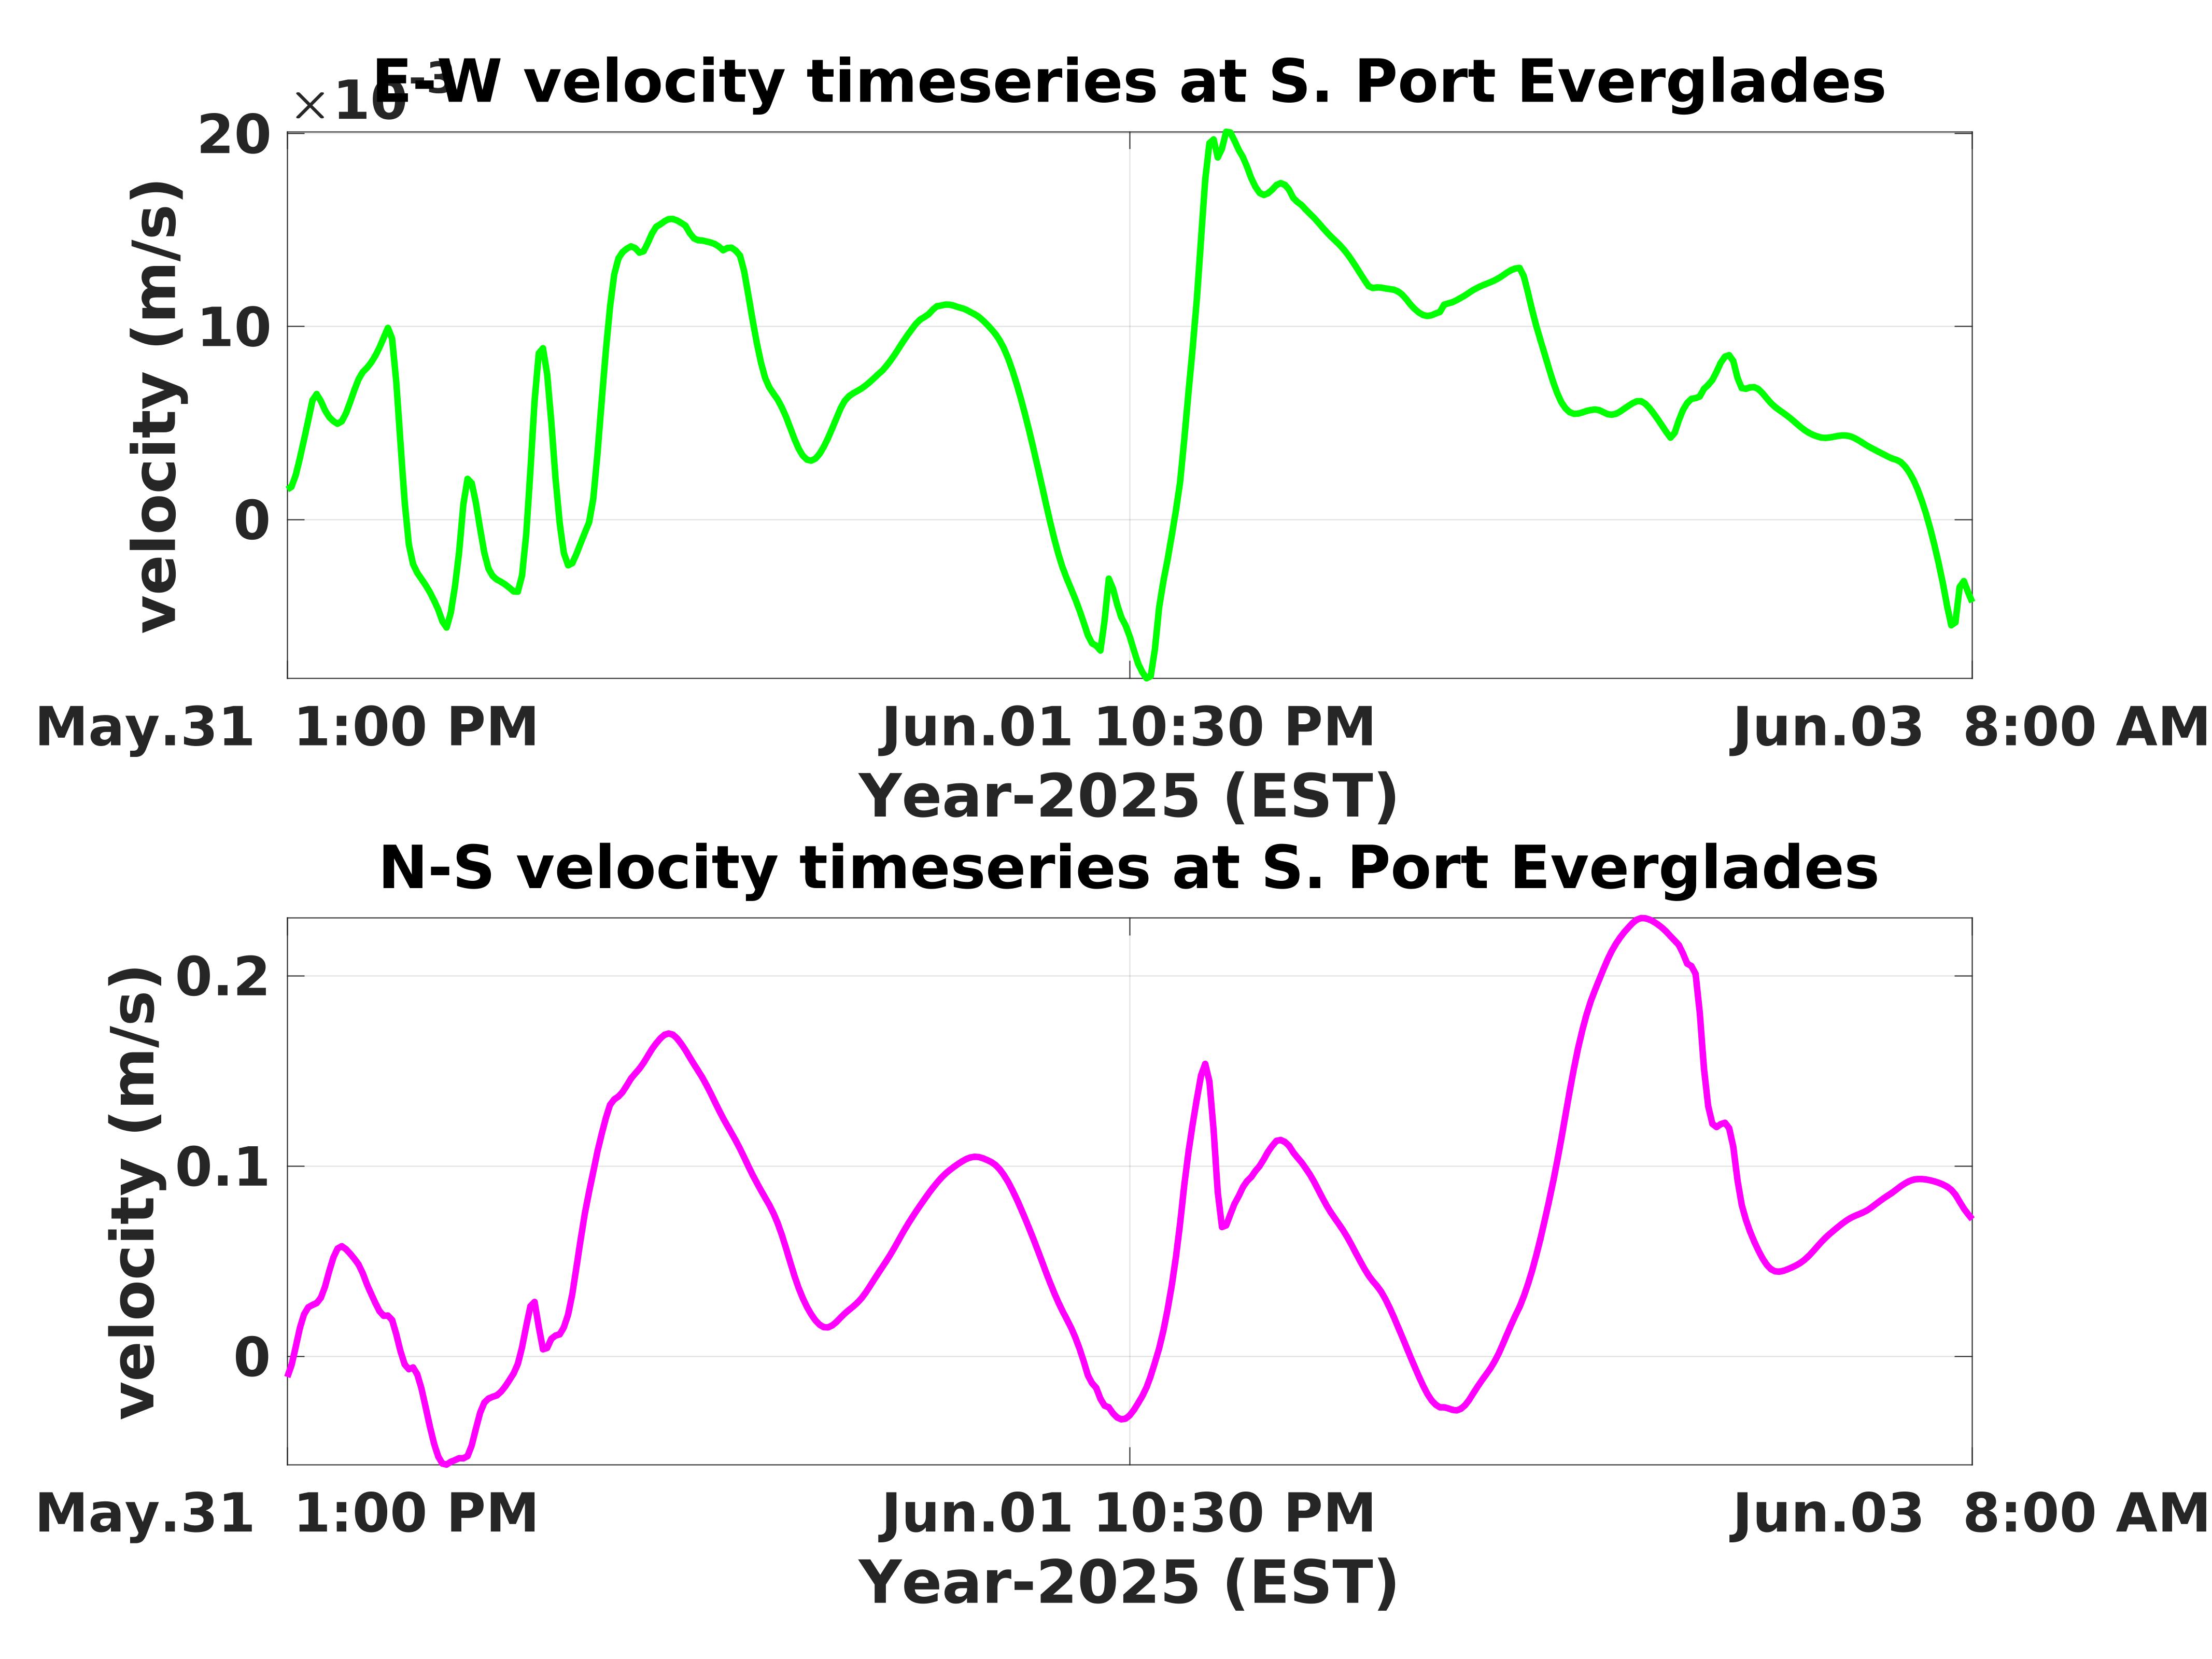 E-W velocity timeseries at S. Port Everglades
×10-3
20
10
0
velocity (m/s)
May.31  1:00 PM
Jun.01 10:30 PM
Jun.03  8:00 AM
Year-2025 (EST)
N-S velocity timeseries at S. Port Everglades
0.2
0.1
0
velocity (m/s)
May.31  1:00 PM
Jun.01 10:30 PM
Jun.03  8:00 AM
Year-2025 (EST)